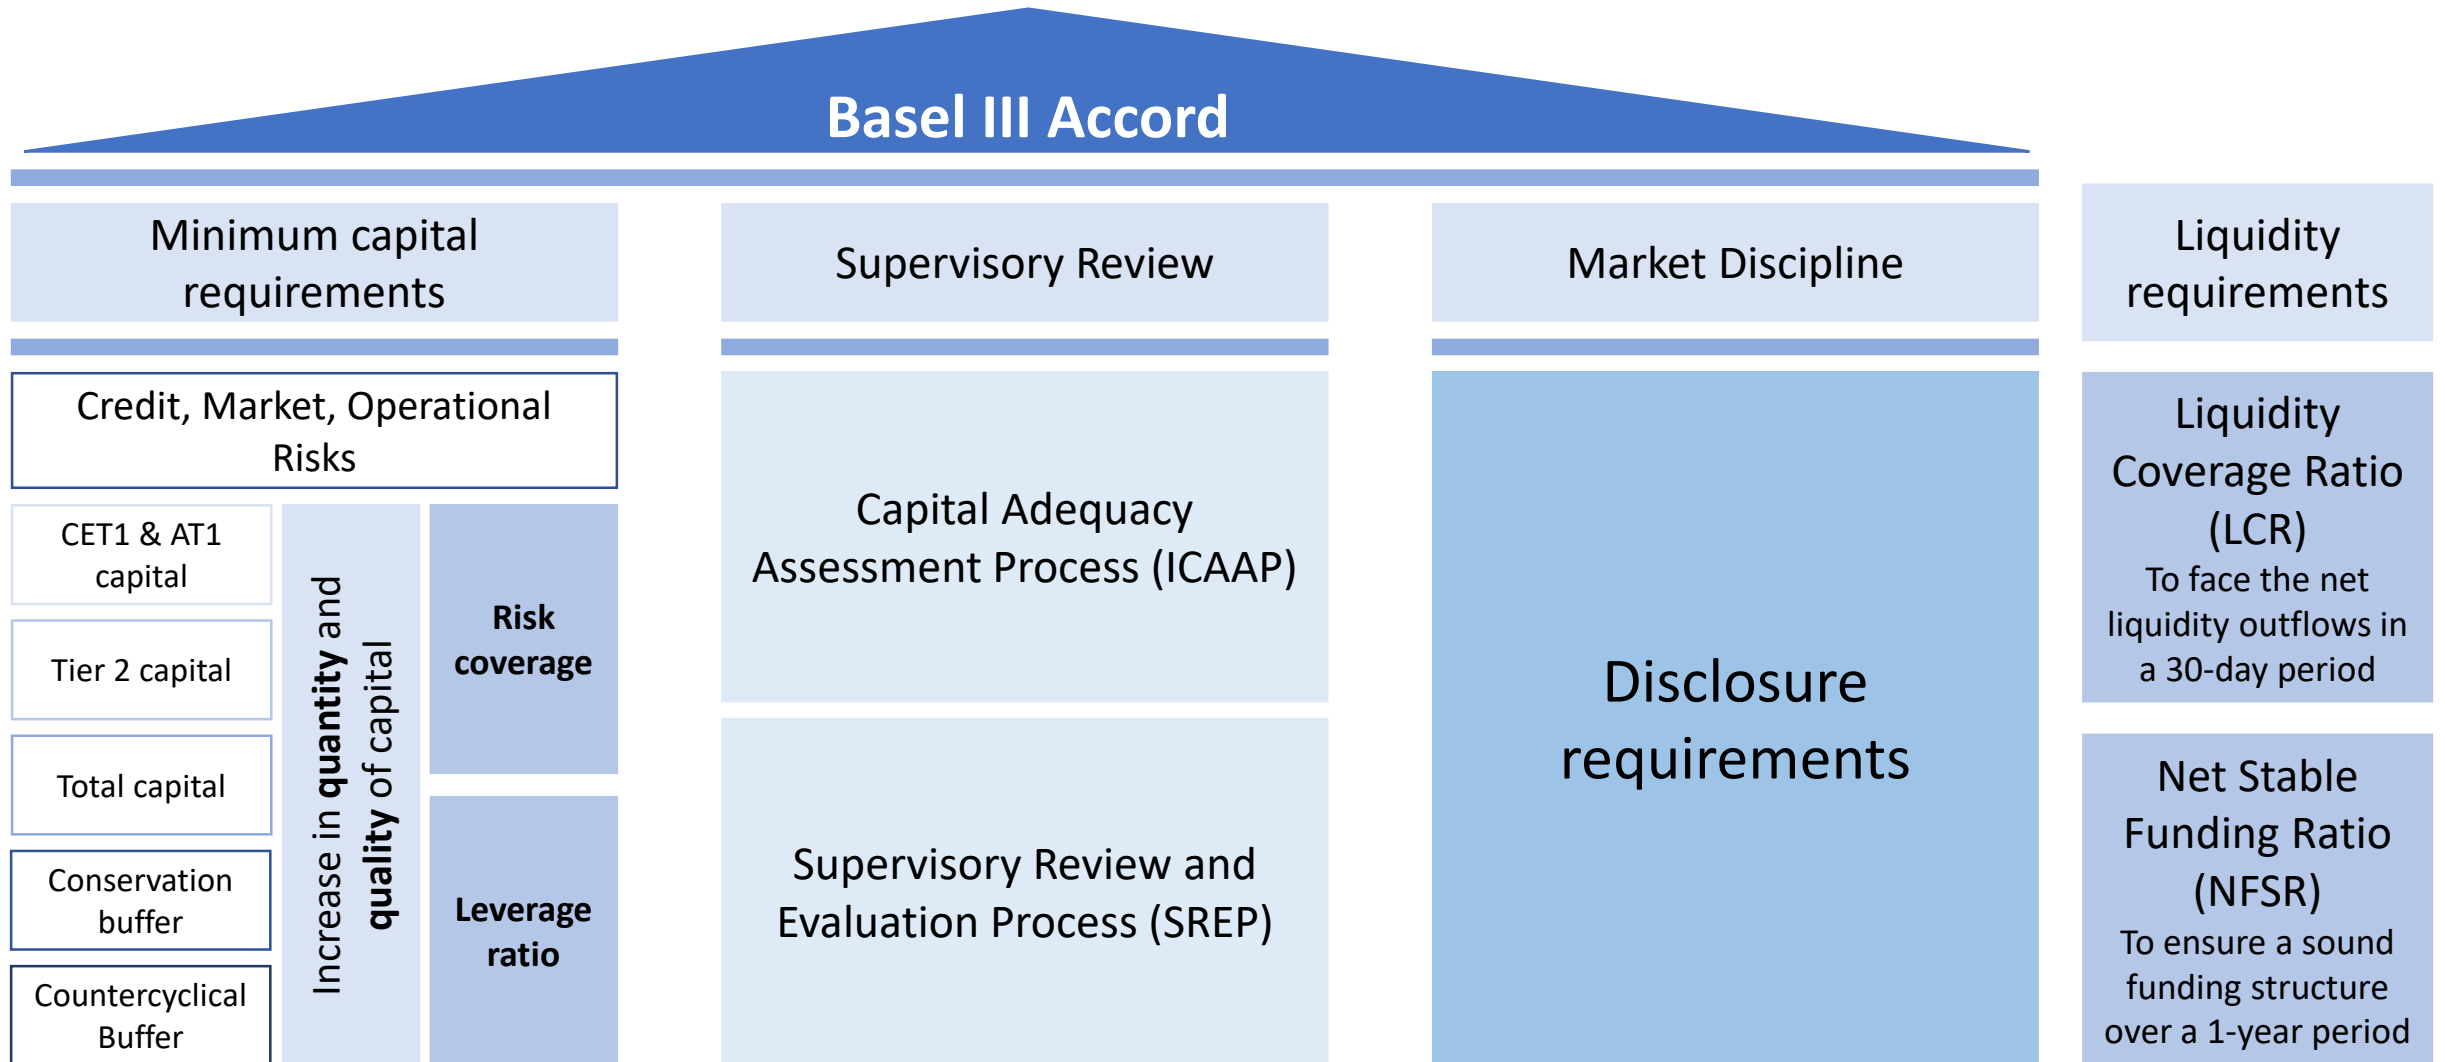 Basel III Accord
Minimum capital
requirements
Supervisory Review
Market Discipline
Liquidity
requirements
Credit, Market, Operational
Risks
CET1 & AT1
capital
Tier 2 capital
Total capital
Conservation
buffer
Countercyclical
Buffer
Increase in quantity and
quality of capital
Risk
coverage
Leverage
ratio
Capital Adequacy
Assessment Process (ICAAP)
Supervisory Review and
Evaluation Process (SREP)
Disclosure
requirements
Liquidity
Coverage Ratio
(LCR)
To face the net
liquidity outflows in
a 30-day period
Net Stable
Funding Ratio
(NFSR)
To ensure a sound
funding structure
over a 1-year period